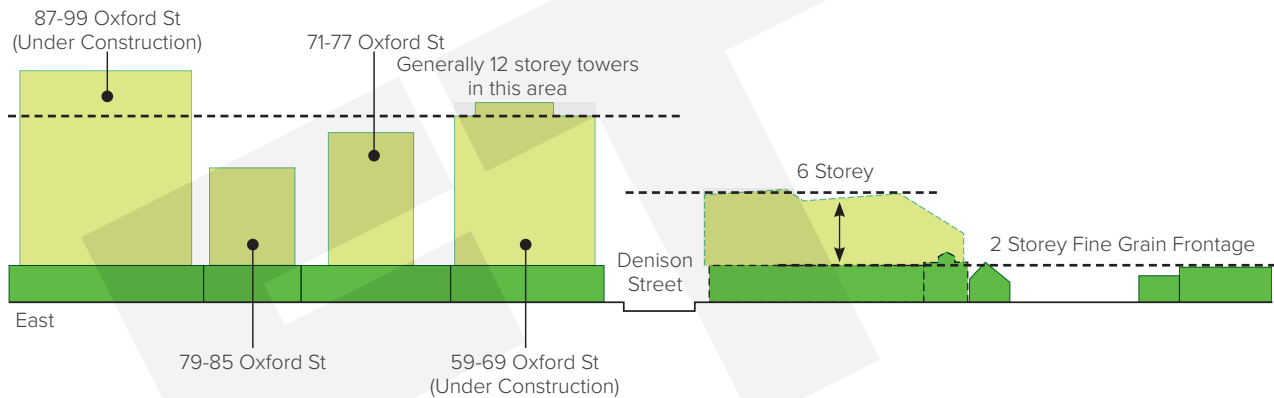 87-99 Oxford St
(Under Construction)
71-77 Oxford St
Generally 12 storey towers
in this area
6 Storey
2 Storey Fine Grain Frontage
Denison
Street
East
79-85 Oxford St
59-69 Oxford St
(Under Construction)